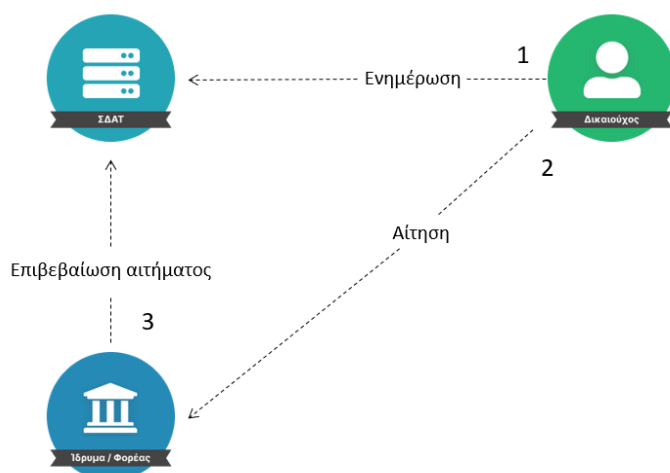 1
Ενημέρωση
ΣΔΑΤ
Δικαιούχος
2
Αίτηση
Επιβεβαίωση αιτήματος
3
Ίδρυμα / Φορέας